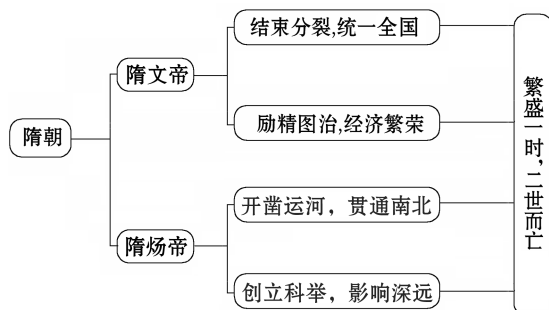 隋朝
隋文帝
结束分裂,统一全国
励精图治,经济繁荣
隋炀帝
开凿运河，贯通南北
创立科举，影响深远
繁盛一时,二世而亡